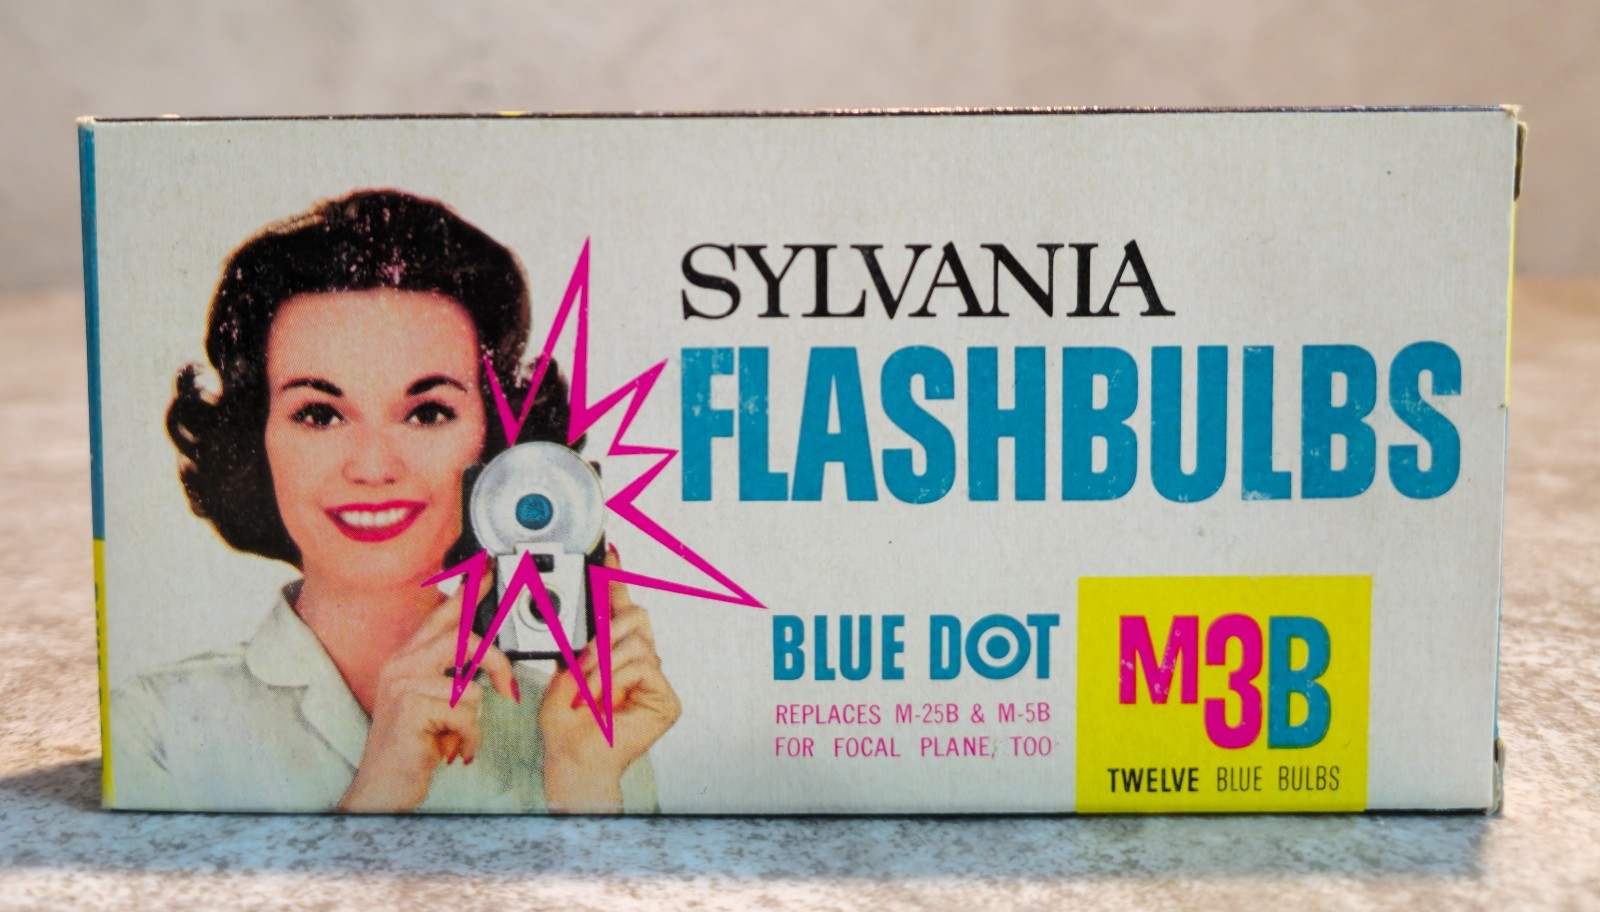 SYLVANIA
FLASHBULBS
BLUE DOT
REPLACES M-25B & M-5B
FOR FOCAL PLANE, TOO
M3B
TWELVE BLUE BULBS